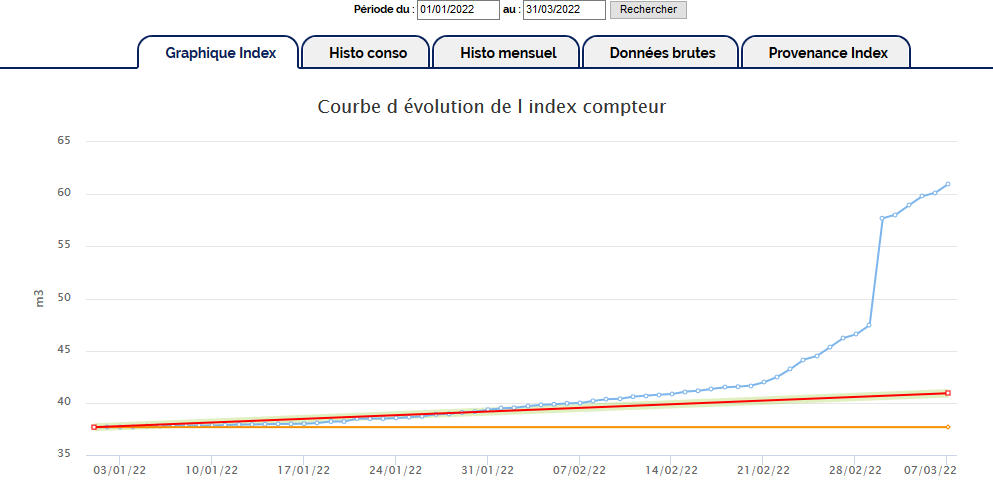 Période du : 01/01/2022 au : 31/03/2022 Rechercher
Graphique Index Histo conso Histo mensuel Données brutes Provenance Index
Courbe d évolution de l index compteur
65
60
55
50
45
40
35
m3
03/01/22 10/01/22 17/01/22 24/01/22 31/01/22 07/02/22 14/02/22 21/02/22 28/02/22 07/03/22